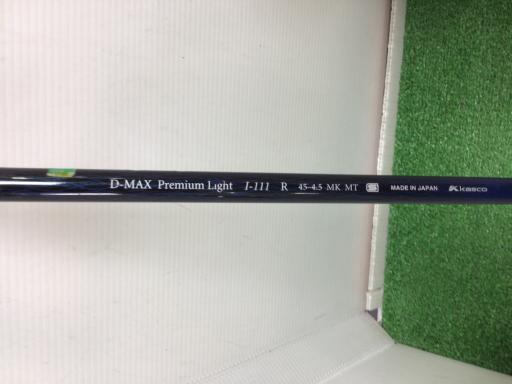 D-MAX Premium Light I-111 R 45-4.5 MK MT S MADE IN JAPAN Kasco